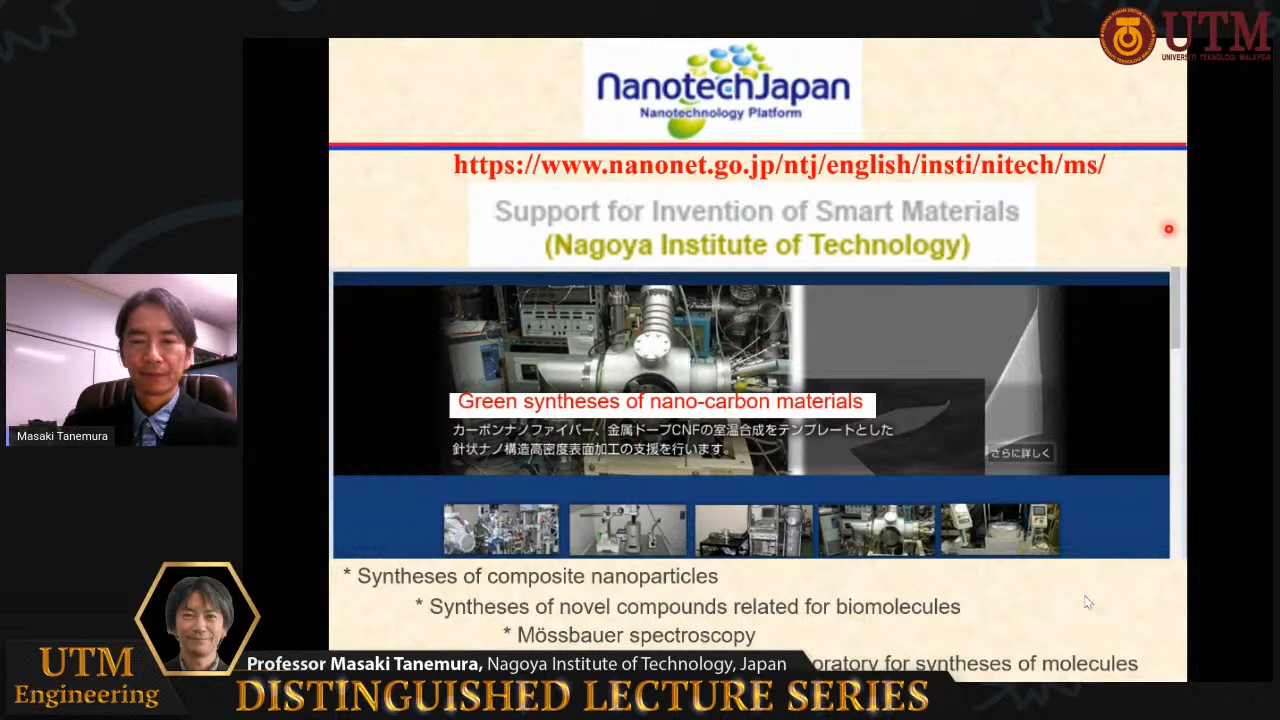 UTM
UNIVERSITI TEKNOLOGI MALAYSIA
NanotechJapan
Nanotechnology Platform
https://www.nanonet.go.jp/ntj/english/insti/nitech/ms/
Support for Invention of Smart Materials
(Nagoya Institute of Technology)
Green syntheses of nano-carbon materials
カーボンナノファイバー、金属ドープCNFの室温合成をテンプレートとした
針状ナノ構造高密度表面加工の支援を行います。
さらに詳しく
Masaki Tanemura
* Syntheses of composite nanoparticles
* Syntheses of novel compounds related for biomolecules
* Mössbauer spectroscopy
oratory for syntheses of molecules
Professor Masaki Tanemura, Nagoya Institute of Technology, Japan
UTM
Engineering
DISTINGUISHED LECTURE SERIES